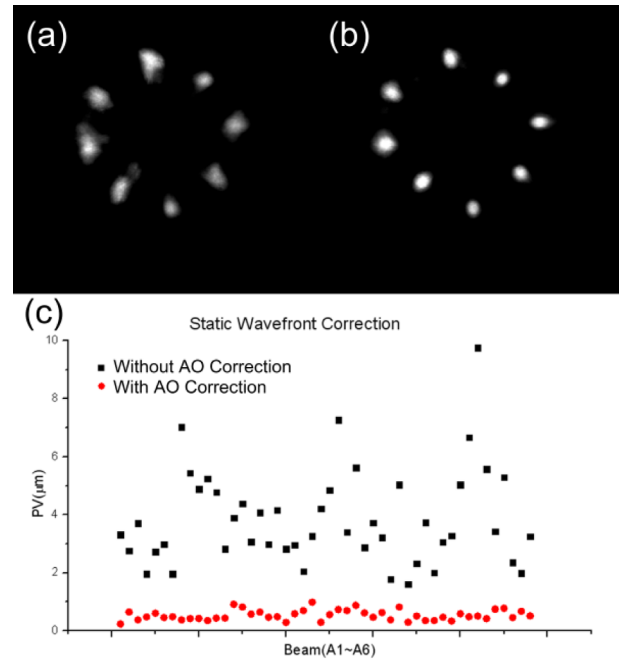 (a)
(b)
(c)
Static Wavefront Correction
10
Without AO Correction
With AO Correction
8
6
4
2
0
PV(μm)
Beam(A1~A6)